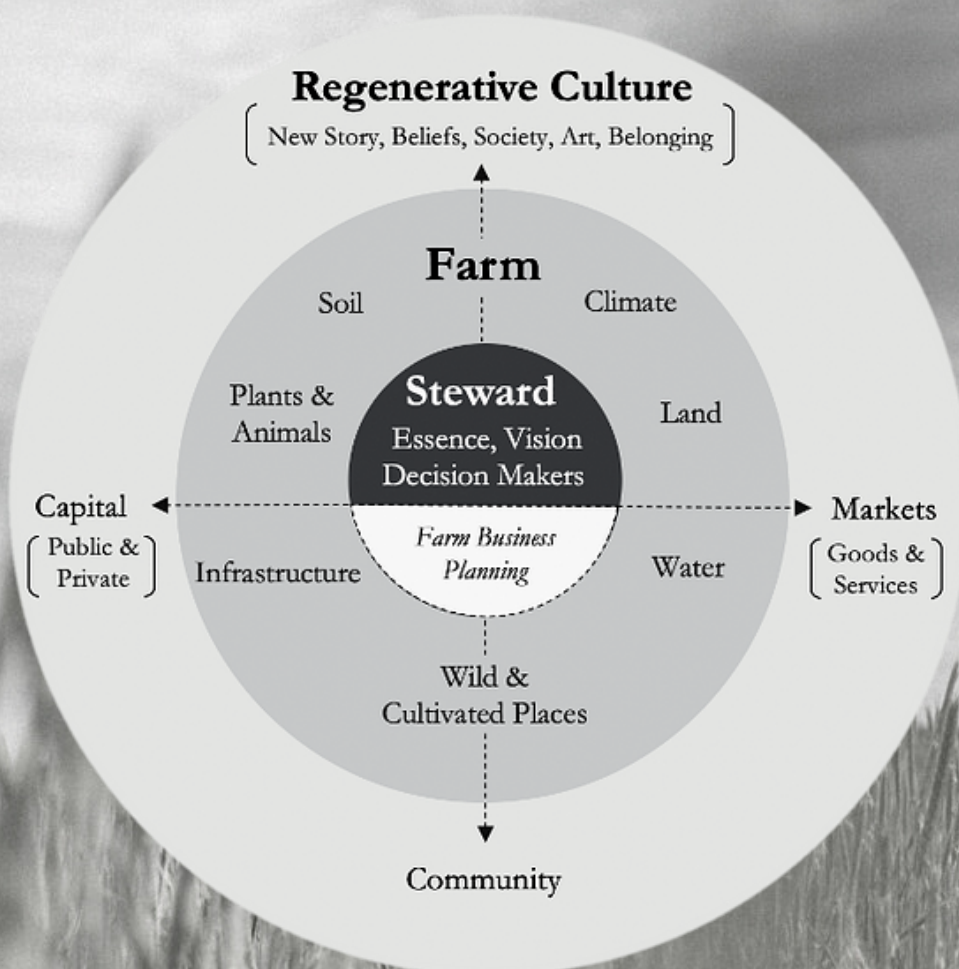 Regenerative Culture
New Story, Beliefs, Society, Art, Belonging
Farm
Soil
Climate
Plants &
Animals
Steward
Essence, Vision
Decision Makers
Land
Capital
Public &
Private
Markets
Goods &
Services
Infrastructure
Farm Business
Planning
Water
Wild &
Cultivated Places
Community